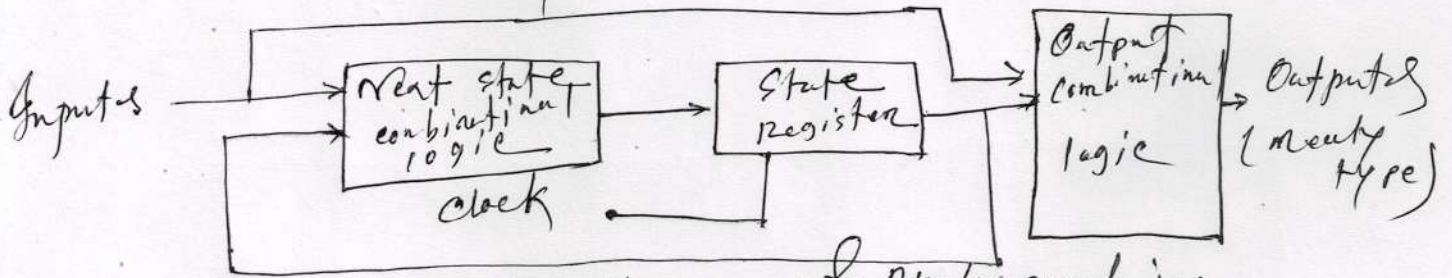 Inputs
Next state
combinational
logic
State
Register
Output
combinational
logic
Outputs
(Mealy
type)
Clock